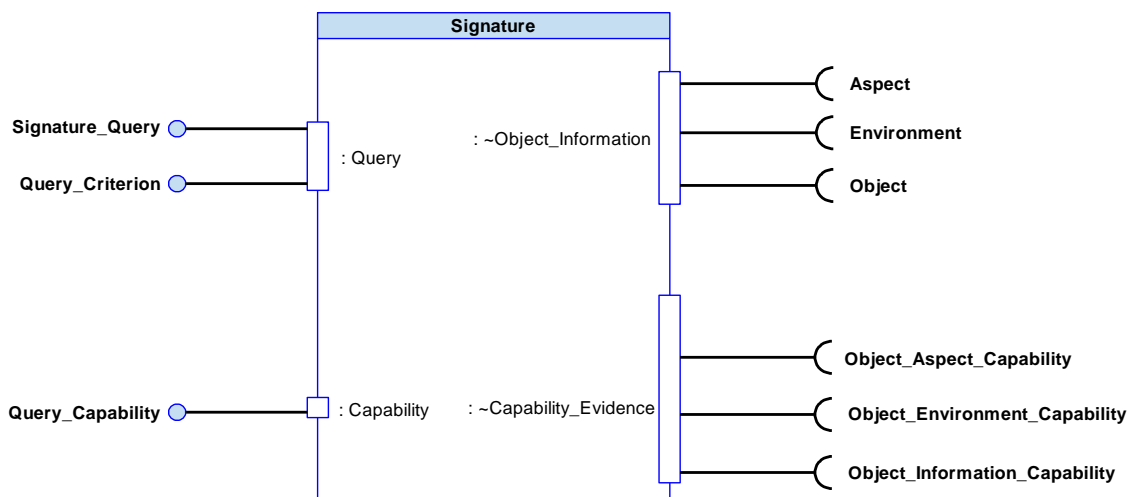 Signature
Signature_Query
Query_Criterion
: Query
: ~Object_Information
Aspect
Environment
Object
Query_Capability
: Capability
: ~Capability_Evidence
Object_Aspect_Capability
Object_Environment_Capability
Object_Information_Capability